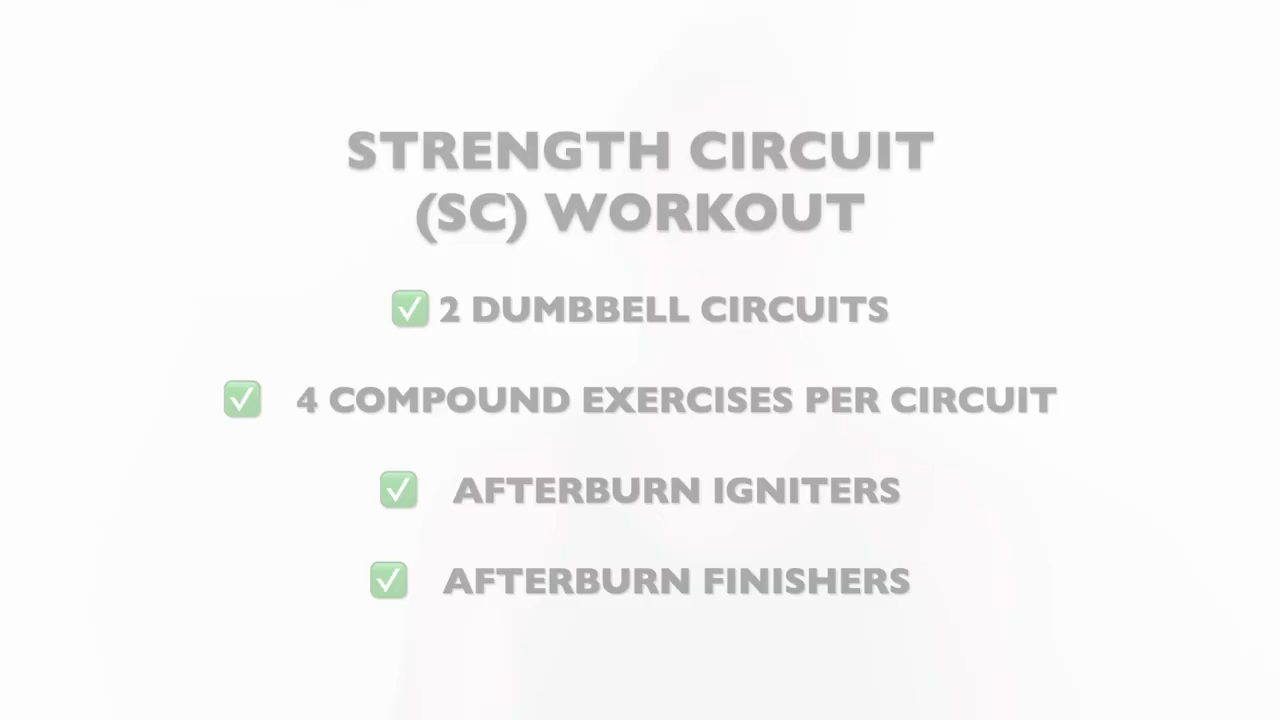 STRENGTH CIRCUIT
(SC) WORKOUT
✅ 2 DUMBBELL CIRCUITS
✅ 4 COMPOUND EXERCISES PER CIRCUIT
✅ AFTERBURN IGNITERS
✅ AFTERBURN FINISHERS